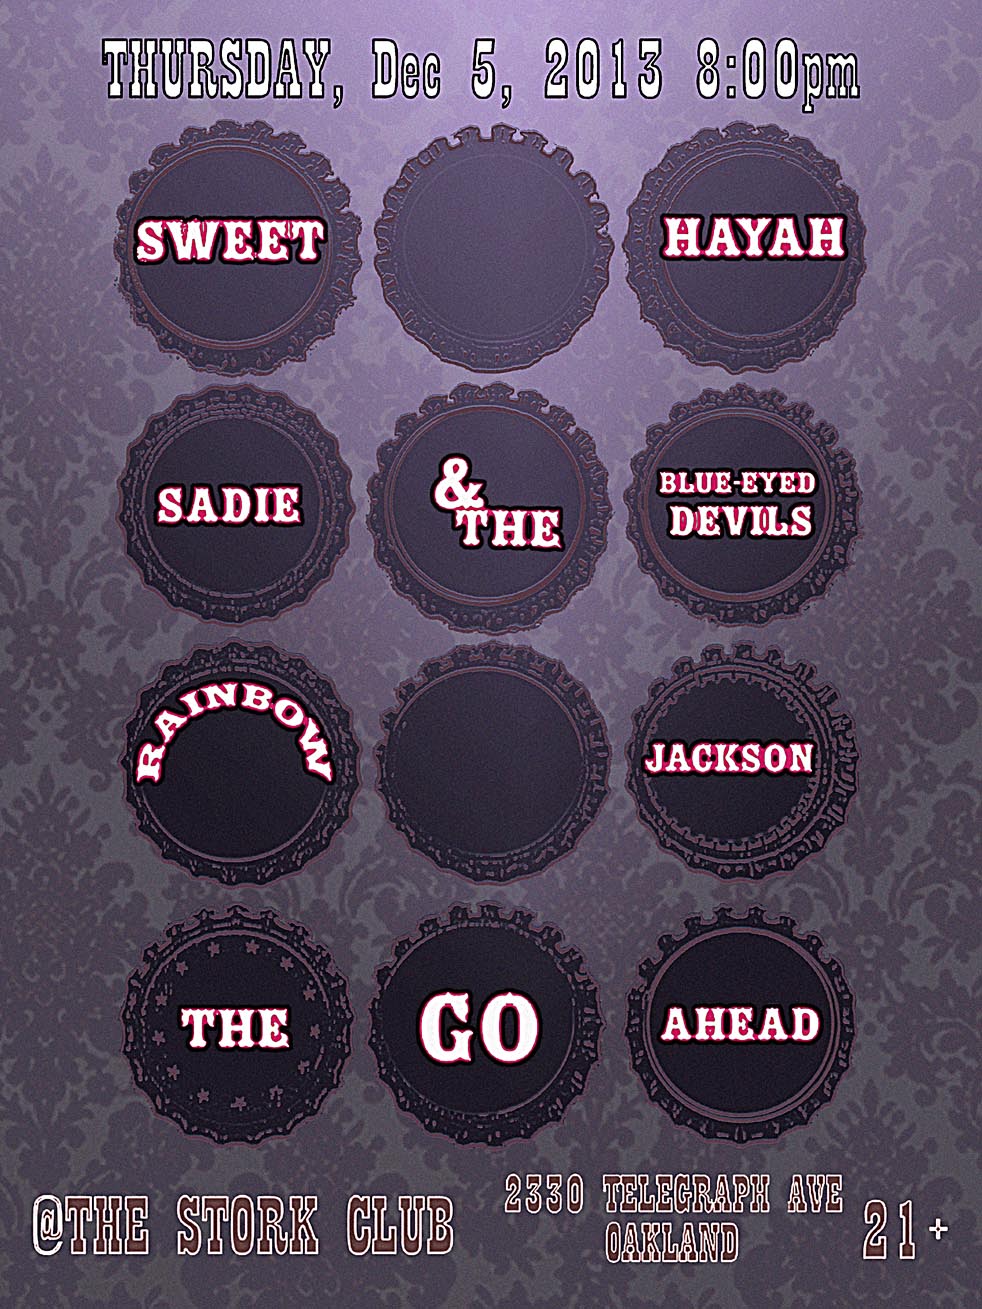 THURSDAY, Dec 5, 2013 8:00pm
SWEET HAYAH
SADIE & THE BLUE-EYED DEVILS
RAINBOW JACKSON
THE GO AHEAD
@THE STORK CLUB
2330 TELEGRAPH AVE
OAKLAND
21+